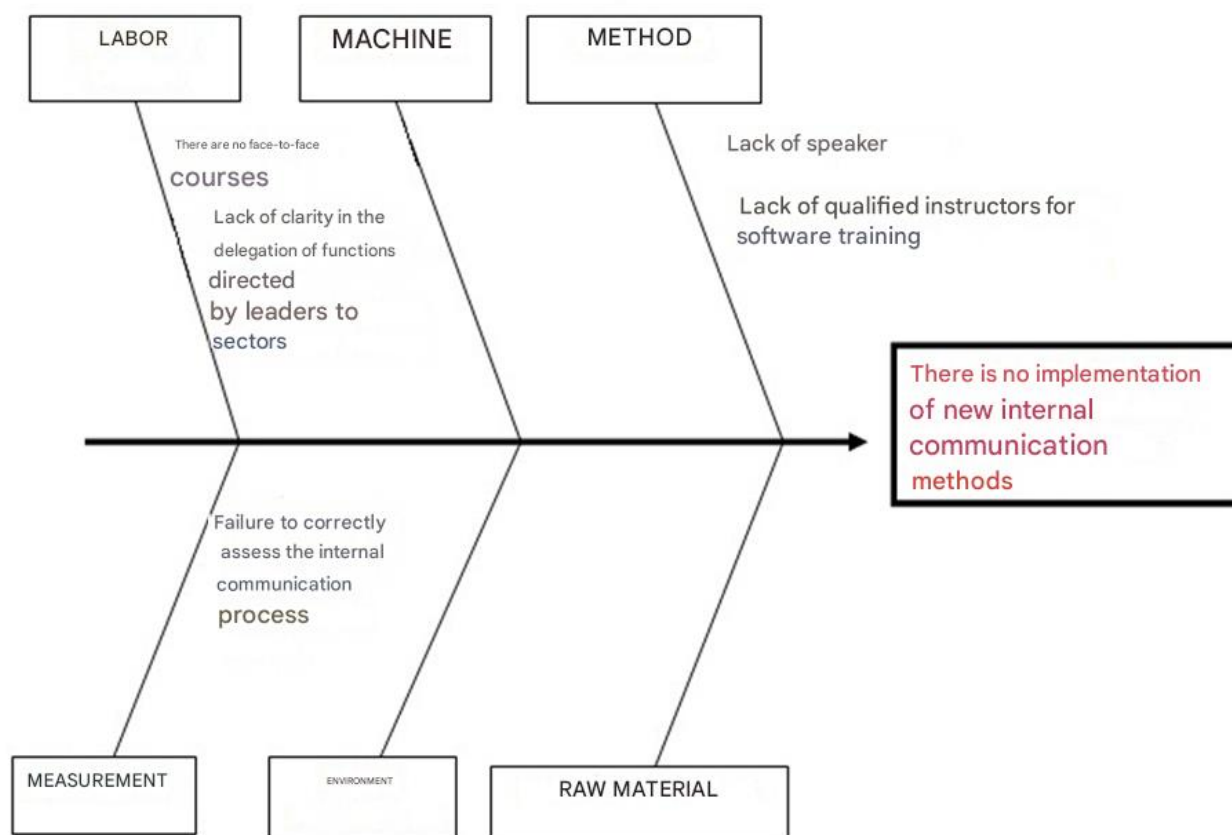 LABOR
MACHINE
METHOD
There are no face-to-face
courses
Lack of clarity in the
delegation of functions
directed
by leaders to
sectors
Lack of speaker
Lack of qualified instructors for
software training
There is no implementation
of new internal
communication
methods
Failure to correctly
assess the internal
communication
process
MEASUREMENT
ENVIRONMENT
RAW MATERIAL